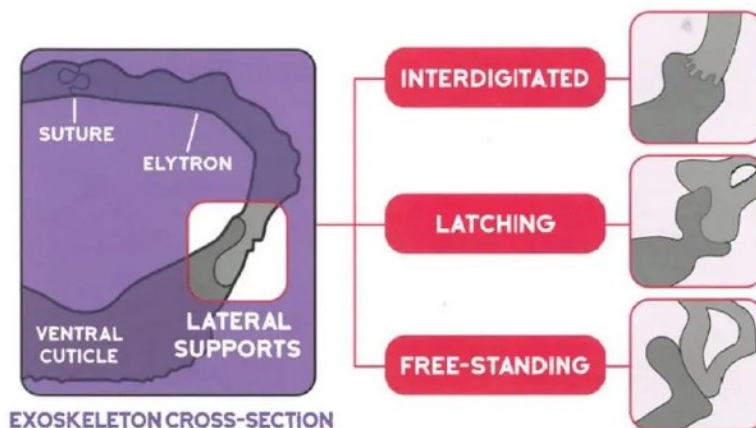 SUTURE
ELYTRON
VENTRAL
CUTICLE
LATERAL
SUPPORTS
EXOSKELETON CROSS-SECTION
INTERDIGITATED
LATCHING
FREE-STANDING